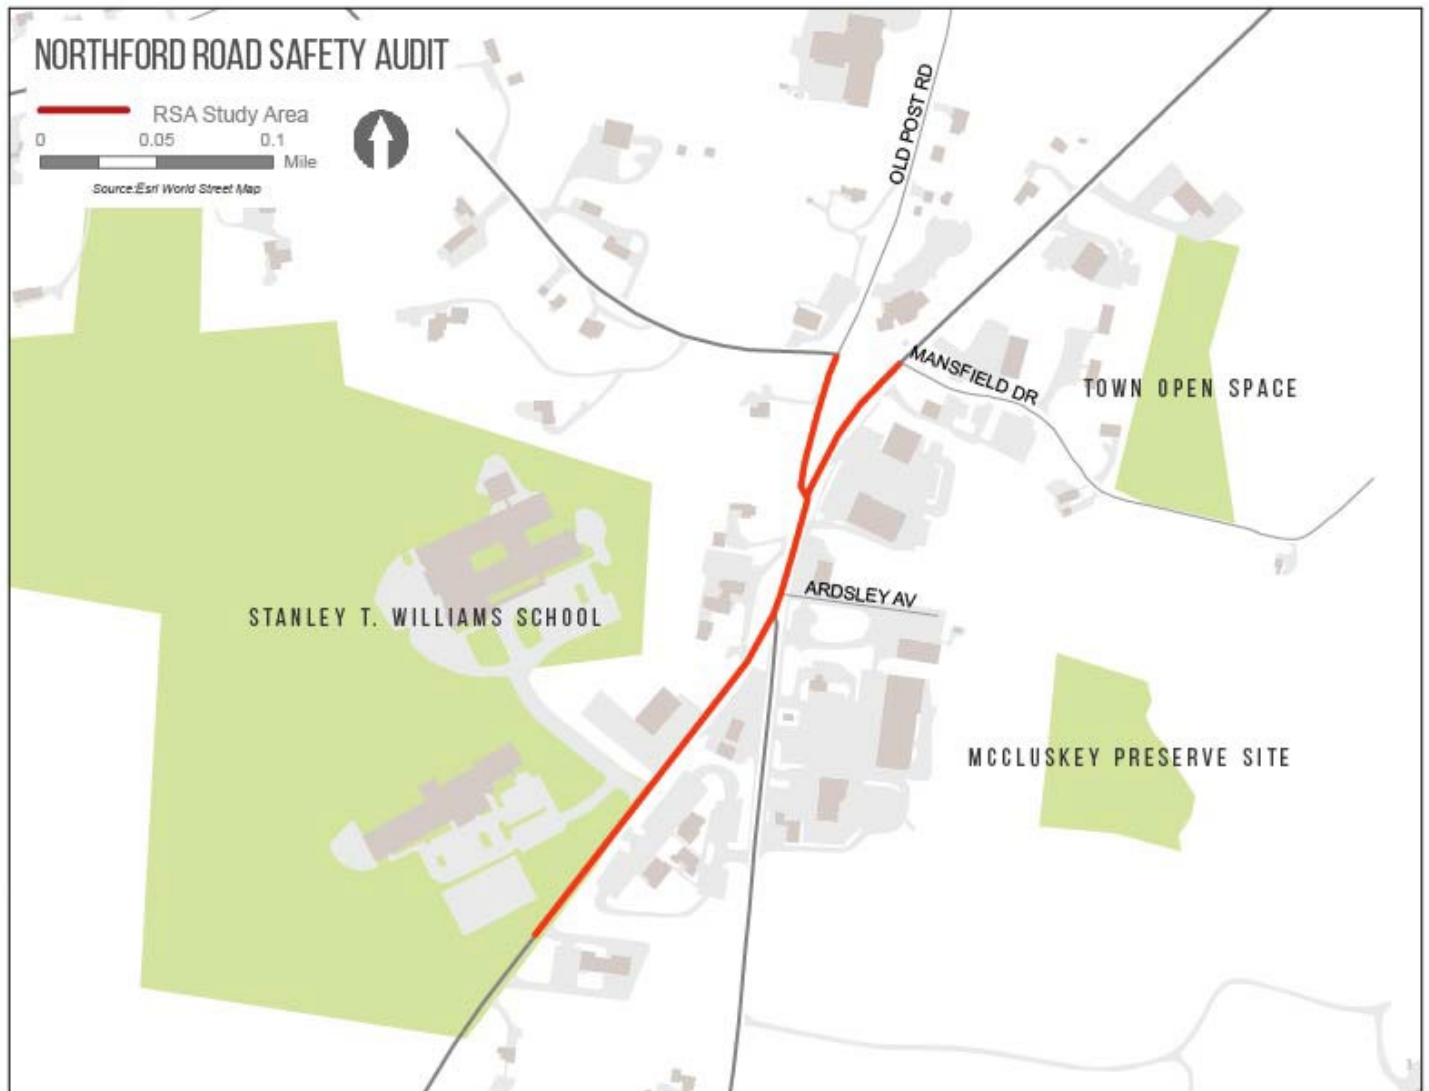 NORTHFORD ROAD SAFETY AUDIT
RSA Study Area
0 0.05 0.1
Mile
Source:Esri World Street Map
OLD POST RD
MANSFIELD DR
TOWN OPEN SPACE
ARDSLEY AV
STANLEY T. WILLIAMS SCHOOL
MCCLUSKEY PRESERVE SITE